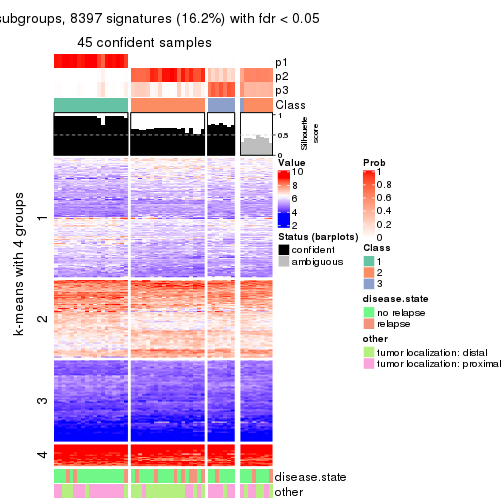 subgroups, 8397 signatures (16.2%) with fdr < 0.05
45 confident samples
p1
p2
p3
Class
1
0.5
0
Silhouette
score
k-means with 4 groups
1
2
3
4
disease.state
other
Value
10
8
6
4
2
Status (barplots)
confident
ambiguous
Prob
1
0.8
0.6
0.4
0.2
0
Class
1
2
3
disease.state
no relapse
relapse
other
tumor localization: distal
tumor localization: proximal